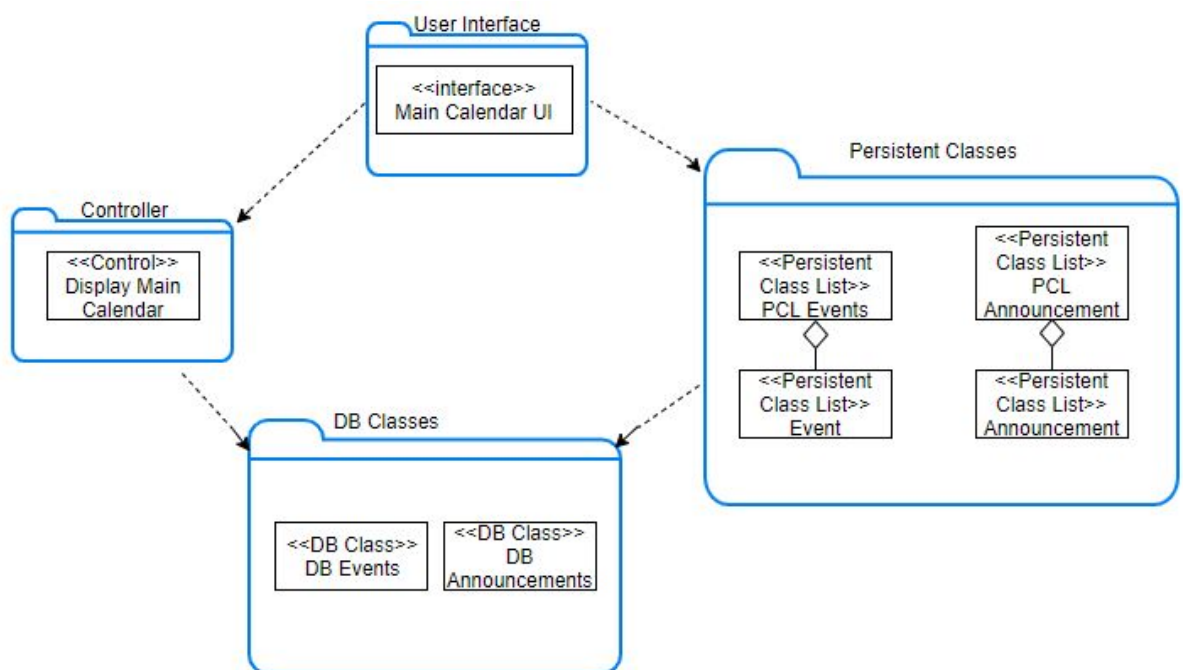 User Interface
<<interface>>
Main Calendar UI
Persistent Classes
Controller
<<Control>>
Display Main
Calendar
<<Persistent
Class List>>
PCL Events
<<Persistent
Class List>>
PCL
Announcement
<<Persistent
Class List>>
Event
<<Persistent
Class List>>
Announcement
DB Classes
<<DB Class>>
DB Events
<<DB Class>>
DB
Announcements